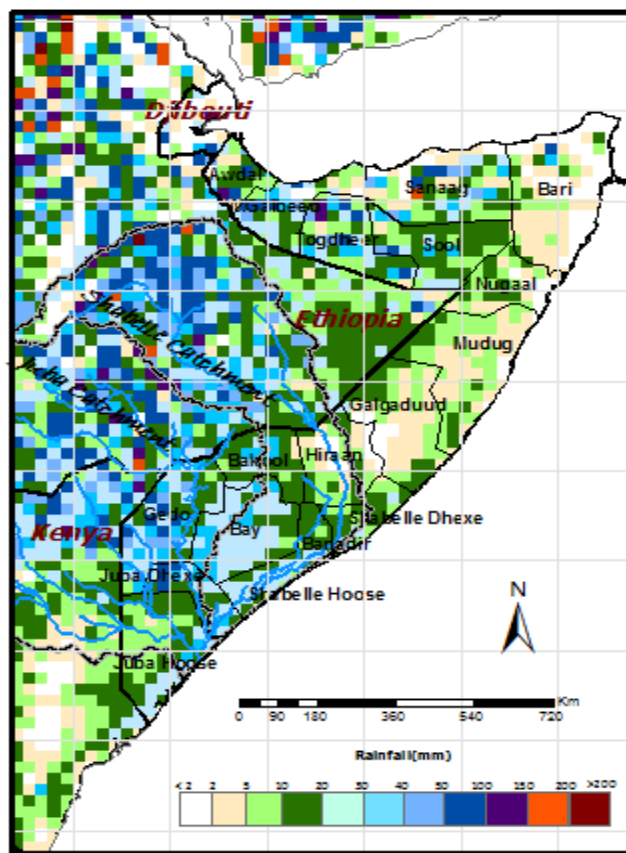 Djibouti
Awdal
Galbeed
Sanaag
Bari
Togdheer
Sool
Nugaal
Ethiopia
Mudug
Shabelle Catchment
Juba Catchment
Galgaduud
Bakool
Hiraan
Gedo
Bay
Shabelle Dhexe
Kenya
Banadir
Juba Dhexe
Shabelle Hoose
N
Juba Hoose
Km
0 90 180 360 540 720
Rainfall(mm)
<2 2 5 10 20 30 40 50 100 150 200 >200